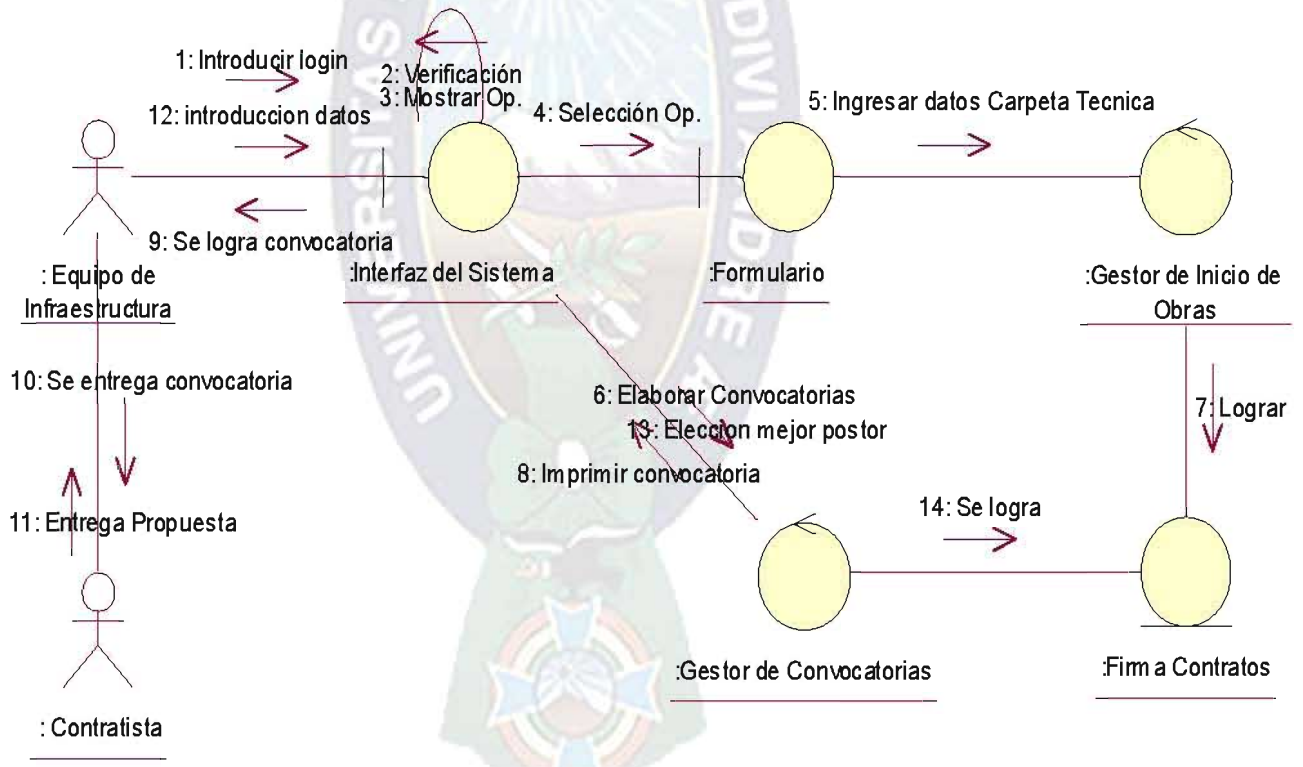 1: Introducir login
2: Verificación
3: Mostrar Op.
12: introduccion datos
4: Selección Op.
5: Ingresar datos Carpeta Tecnica
9: Se logra convocatoria
: Equipo de
Infraestructura
:Interfaz del Sistema
:Formulario
:Gestor de Inicio de
Obras
10: Se entrega convocatoria
6: Elaborar Convocatorias
13: Eleccion mejor postor
7: Lograr
8: Imprimir convocatoria
11: Entrega Propuesta
14: Se logra
:Gestor de Convocatorias
:Firma Contratos
: Contratista
UNIVERSITAS
DIVI ANDRE A